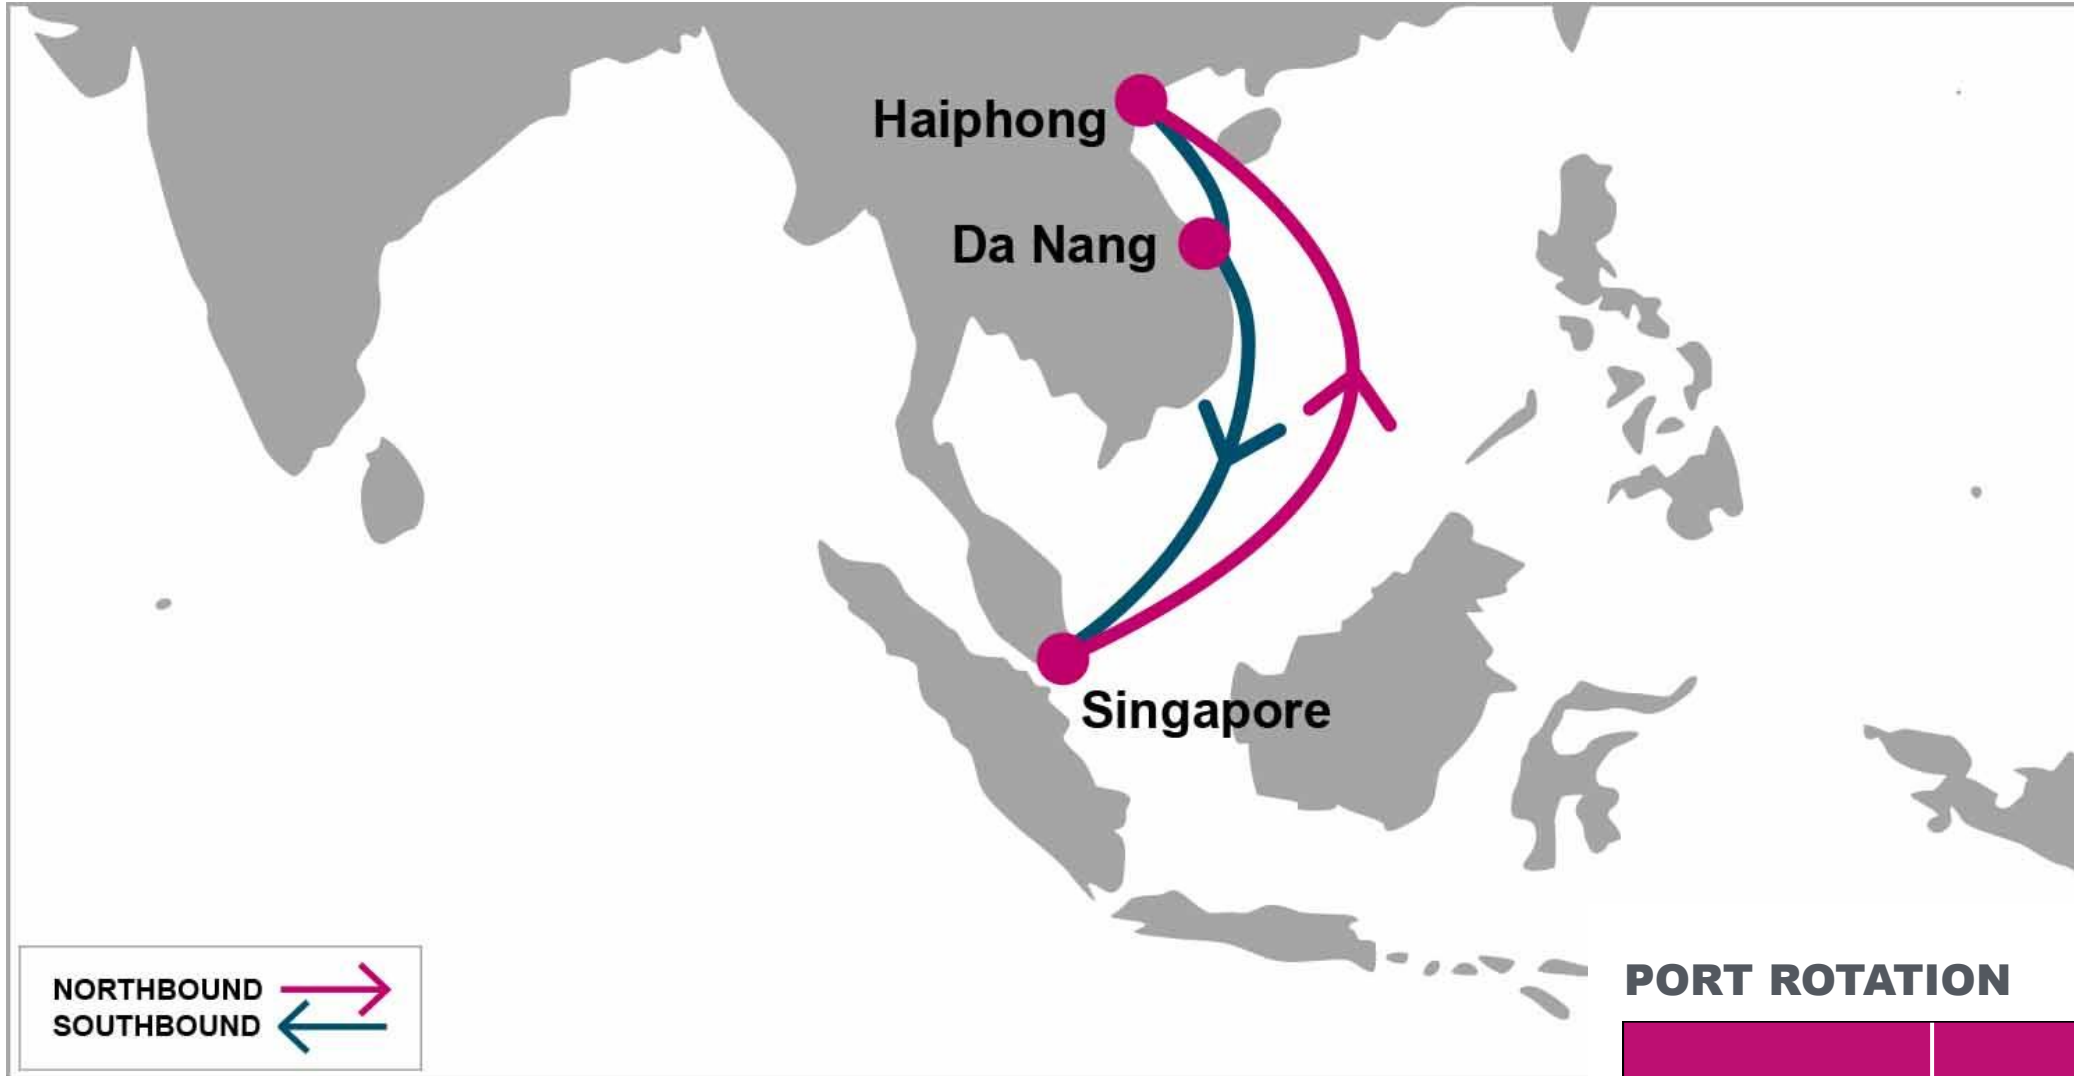 Haiphong
Da Nang
Singapore
NORTHBOUND
SOUTHBOUND
PORT ROTATION